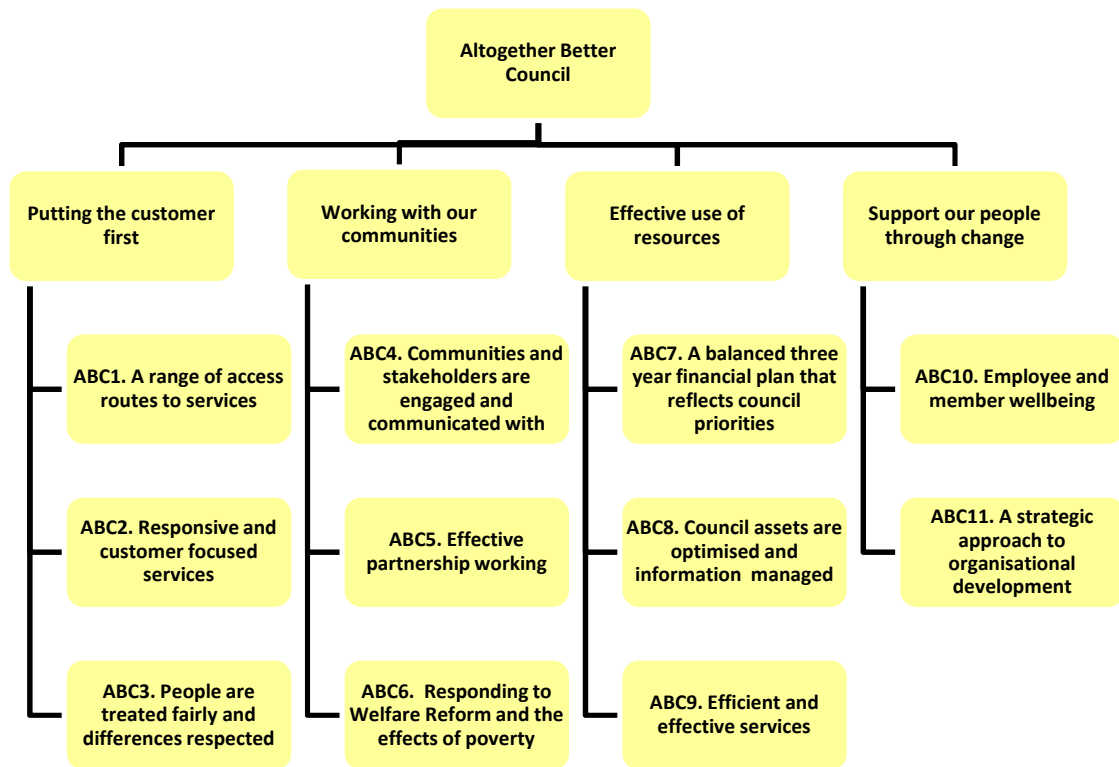 Altogether Better
Council
Putting the customer
first
Working with our
communities
Effective use of
resources
Support our people
through change
ABC1. A range of access
routes to services
ABC4. Communities and
stakeholders are
engaged and
communicated with
ABC7. A balanced three
year financial plan that
reflects council
priorities
ABC10. Employee and
member wellbeing
ABC2. Responsive and
customer focused
services
ABC5. Effective
partnership working
ABC8. Council assets are
optimised and
information  managed
ABC11. A strategic
approach to
organisational
development
ABC3. People are
treated fairly and
differences respected
ABC6.  Responding to
Welfare Reform and the
effects of poverty
ABC9. Efficient and
effective services